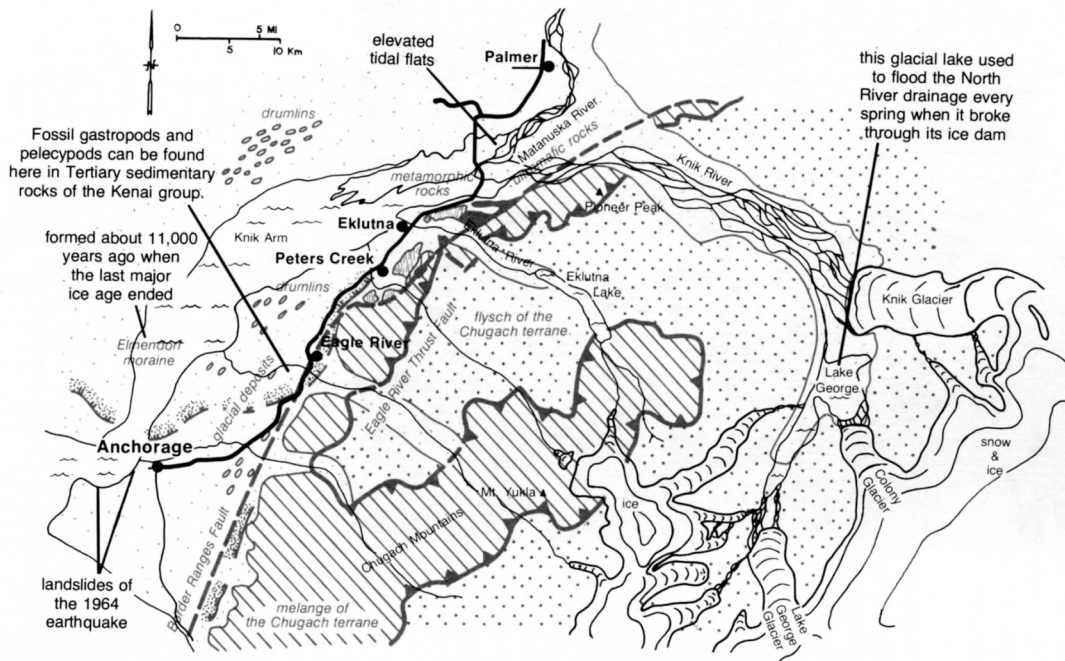 0
5 MI
5
10 Km
elevated
tidal flats
Palmer
this glacial lake used
to flood the North
River drainage every
spring when it broke
through its ice dam
drumlins
Fossil gastropods and
pelecypods can be found
here in Tertiary sedimentary
rocks of the Kenai group.
Matanuska River
ultramafic rocks
metamorphic
rocks
Knik River
Pioneer Peak
Eklutna
Knik Arm
Eklutna River
formed about 11,000
years ago when
the last major
ice age ended
Peters Creek
Eklutna
Lake
drumlins
Knik Glacier
flysch of the
Chugach terrane
Elmendorf
moraine
Eagle River
Eagle River Thrust Fault
glacial deposits
Lake
George
Anchorage
snow
&
ice
Colony
Glacier
Mt. Yukla
ice
Chugach Mountains
Border Ranges Fault
landslides of
the 1964
earthquake
melange of
the Chugach terrane
Lake
George
Glacier